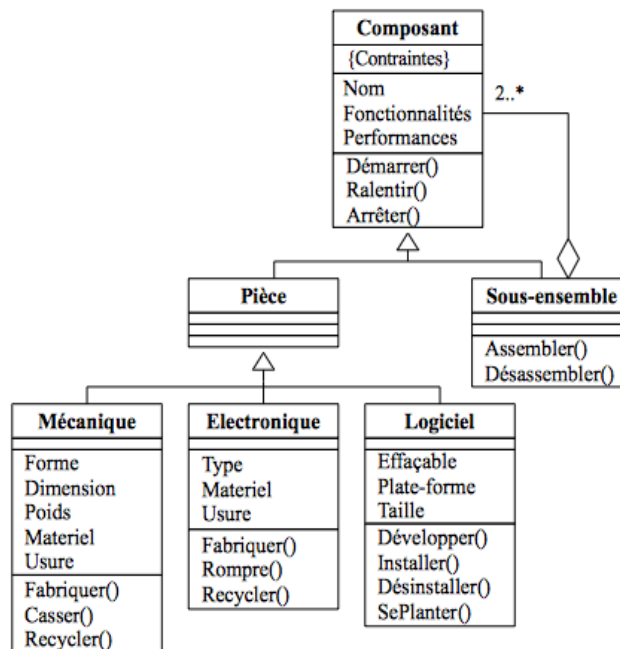 Composant
{Contraintes}
Nom
Fonctionnalités
Performances
2..*
Démarrer()
Ralentir()
Arrêter()
Pièce
Sous-ensemble
Assembler()
Désassembler()
Mécanique
Forme
Dimension
Poids
Materiel
Usure
Fabriquer()
Casser()
Recycler()
Electronique
Type
Materiel
Usure
Fabriquer()
Rompre()
Recycler()
Logiciel
Effaçable
Plate-forme
Taille
Développer()
Installer()
Désinstaller()
SePlanter()